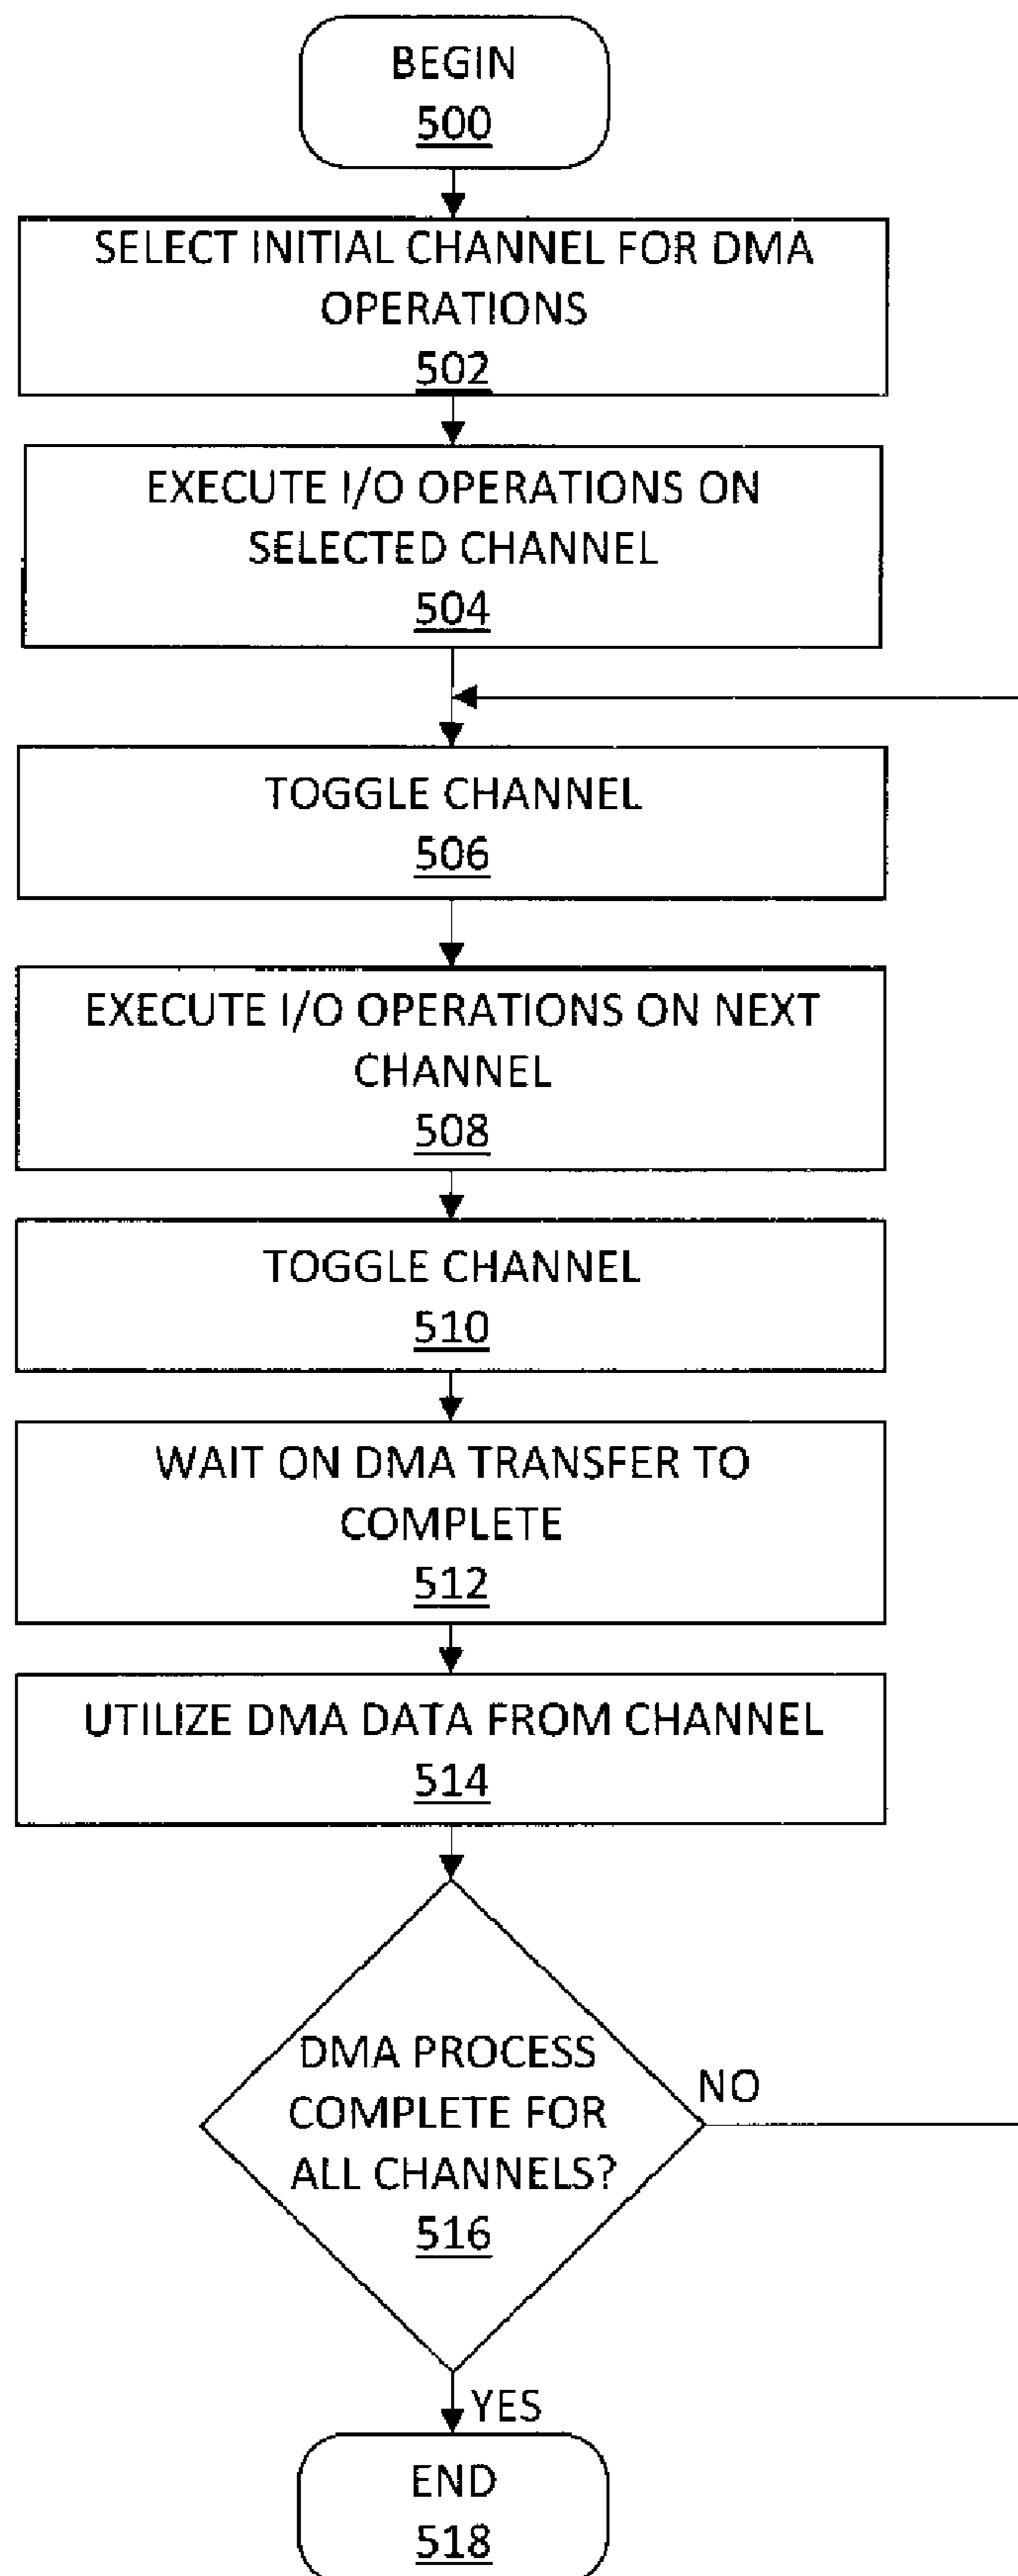 BEGIN
500
SELECT INITIAL CHANNEL FOR DMA
OPERATIONS
502
EXECUTE I/O OPERATIONS ON
SELECTED CHANNEL
504
TOGGLE CHANNEL
506
EXECUTE I/O OPERATIONS ON NEXT
CHANNEL
508
TOGGLE CHANNEL
510
WAIT ON DMA TRANSFER TO
COMPLETE
512
UTILIZE DMA DATA FROM CHANNEL
514
DMA PROCESS
COMPLETE FOR
ALL CHANNELS?
516
NO
YES
END
518